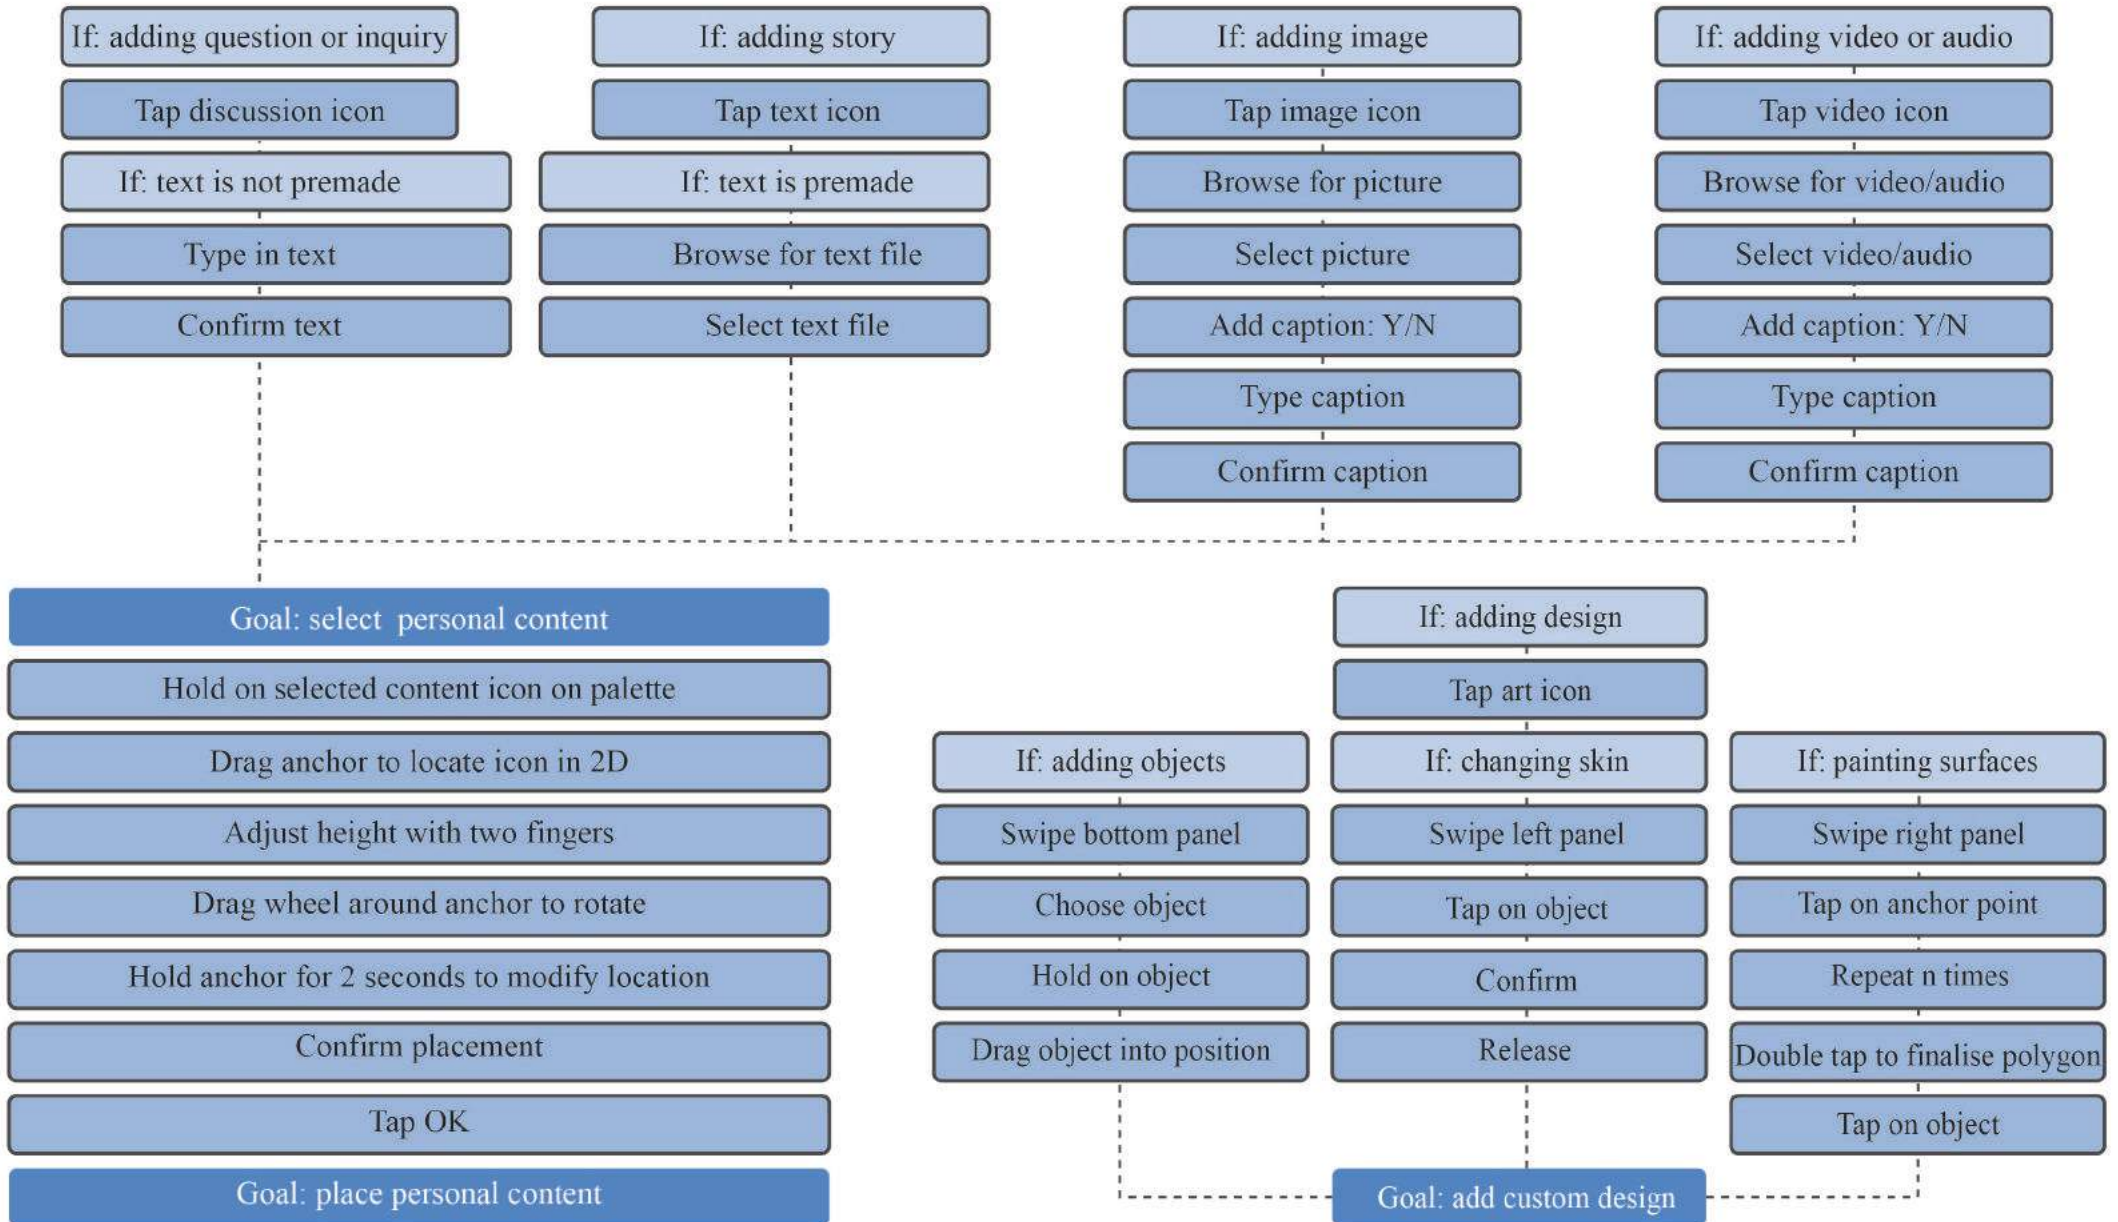 If: adding question or inquiry
Tap discussion icon
If: text is not premade
Type in text
Confirm text
If: adding story
Tap text icon
If: text is premade
Browse for text file
Select text file
If: adding image
Tap image icon
Browse for picture
Select picture
Add caption: Y/N
Type caption
Confirm caption
If: adding video or audio
Tap video icon
Browse for video/audio
Select video/audio
Add caption: Y/N
Type caption
Confirm caption
Goal: select personal content
Hold on selected content icon on palette
Drag anchor to locate icon in 2D
Adjust height with two fingers
Drag wheel around anchor to rotate
Hold anchor for 2 seconds to modify location
Confirm placement
Tap OK
Goal: place personal content
If: adding design
Tap art icon
If: adding objects
Swipe bottom panel
Choose object
Hold on object
Drag object into position
If: changing skin
Swipe left panel
Tap on object
Confirm
Release
If: painting surfaces
Swipe right panel
Tap on anchor point
Repeat n times
Double tap to finalise polygon
Tap on object
Goal: add custom design